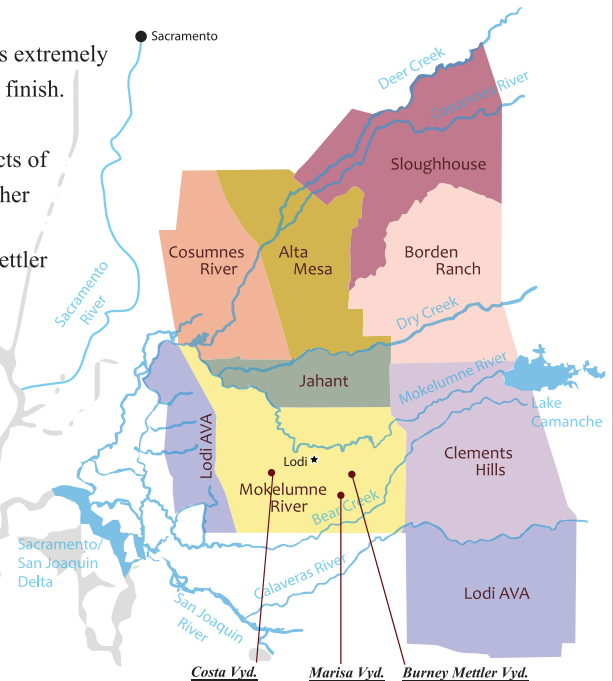 Sacramento
s extremely
finish.
cts of
her
ettler
Deer Creek
Cosumnes River
Sloughhouse
Cosumnes
River
Alta
Mesa
Borden
Ranch
Sacramento
River
Dry Creek
Jahant
Mokelumne River
Lake
Camanche
Lodi AVA
Lodi
Clements
Hills
Mokelumne
River
Bear Creek
Sacramento/
San Joaquin
Delta
Calaveras River
San Joaquin
River
Lodi AVA
Costa Vyd.
Marisa Vyd.
Burney Mettler Vyd.